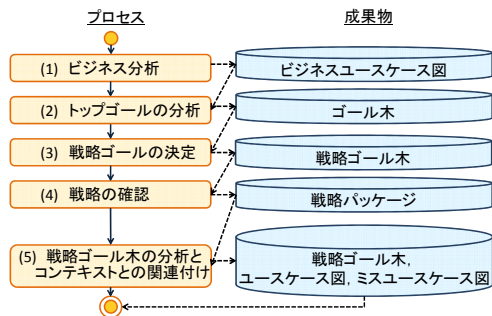 プロセス
成果物
(1) ビジネス分析
ビジネスユースケース図
(2) トップゴールの分析
ゴール木
(3) 戦略ゴールの決定
戦略ゴール木
(4) 戦略の確認
戦略パッケージ
(5) 戦略ゴール木の分析と
コンテキストとの関連付け
戦略ゴール木,
ユースケース図, ミスユースケース図